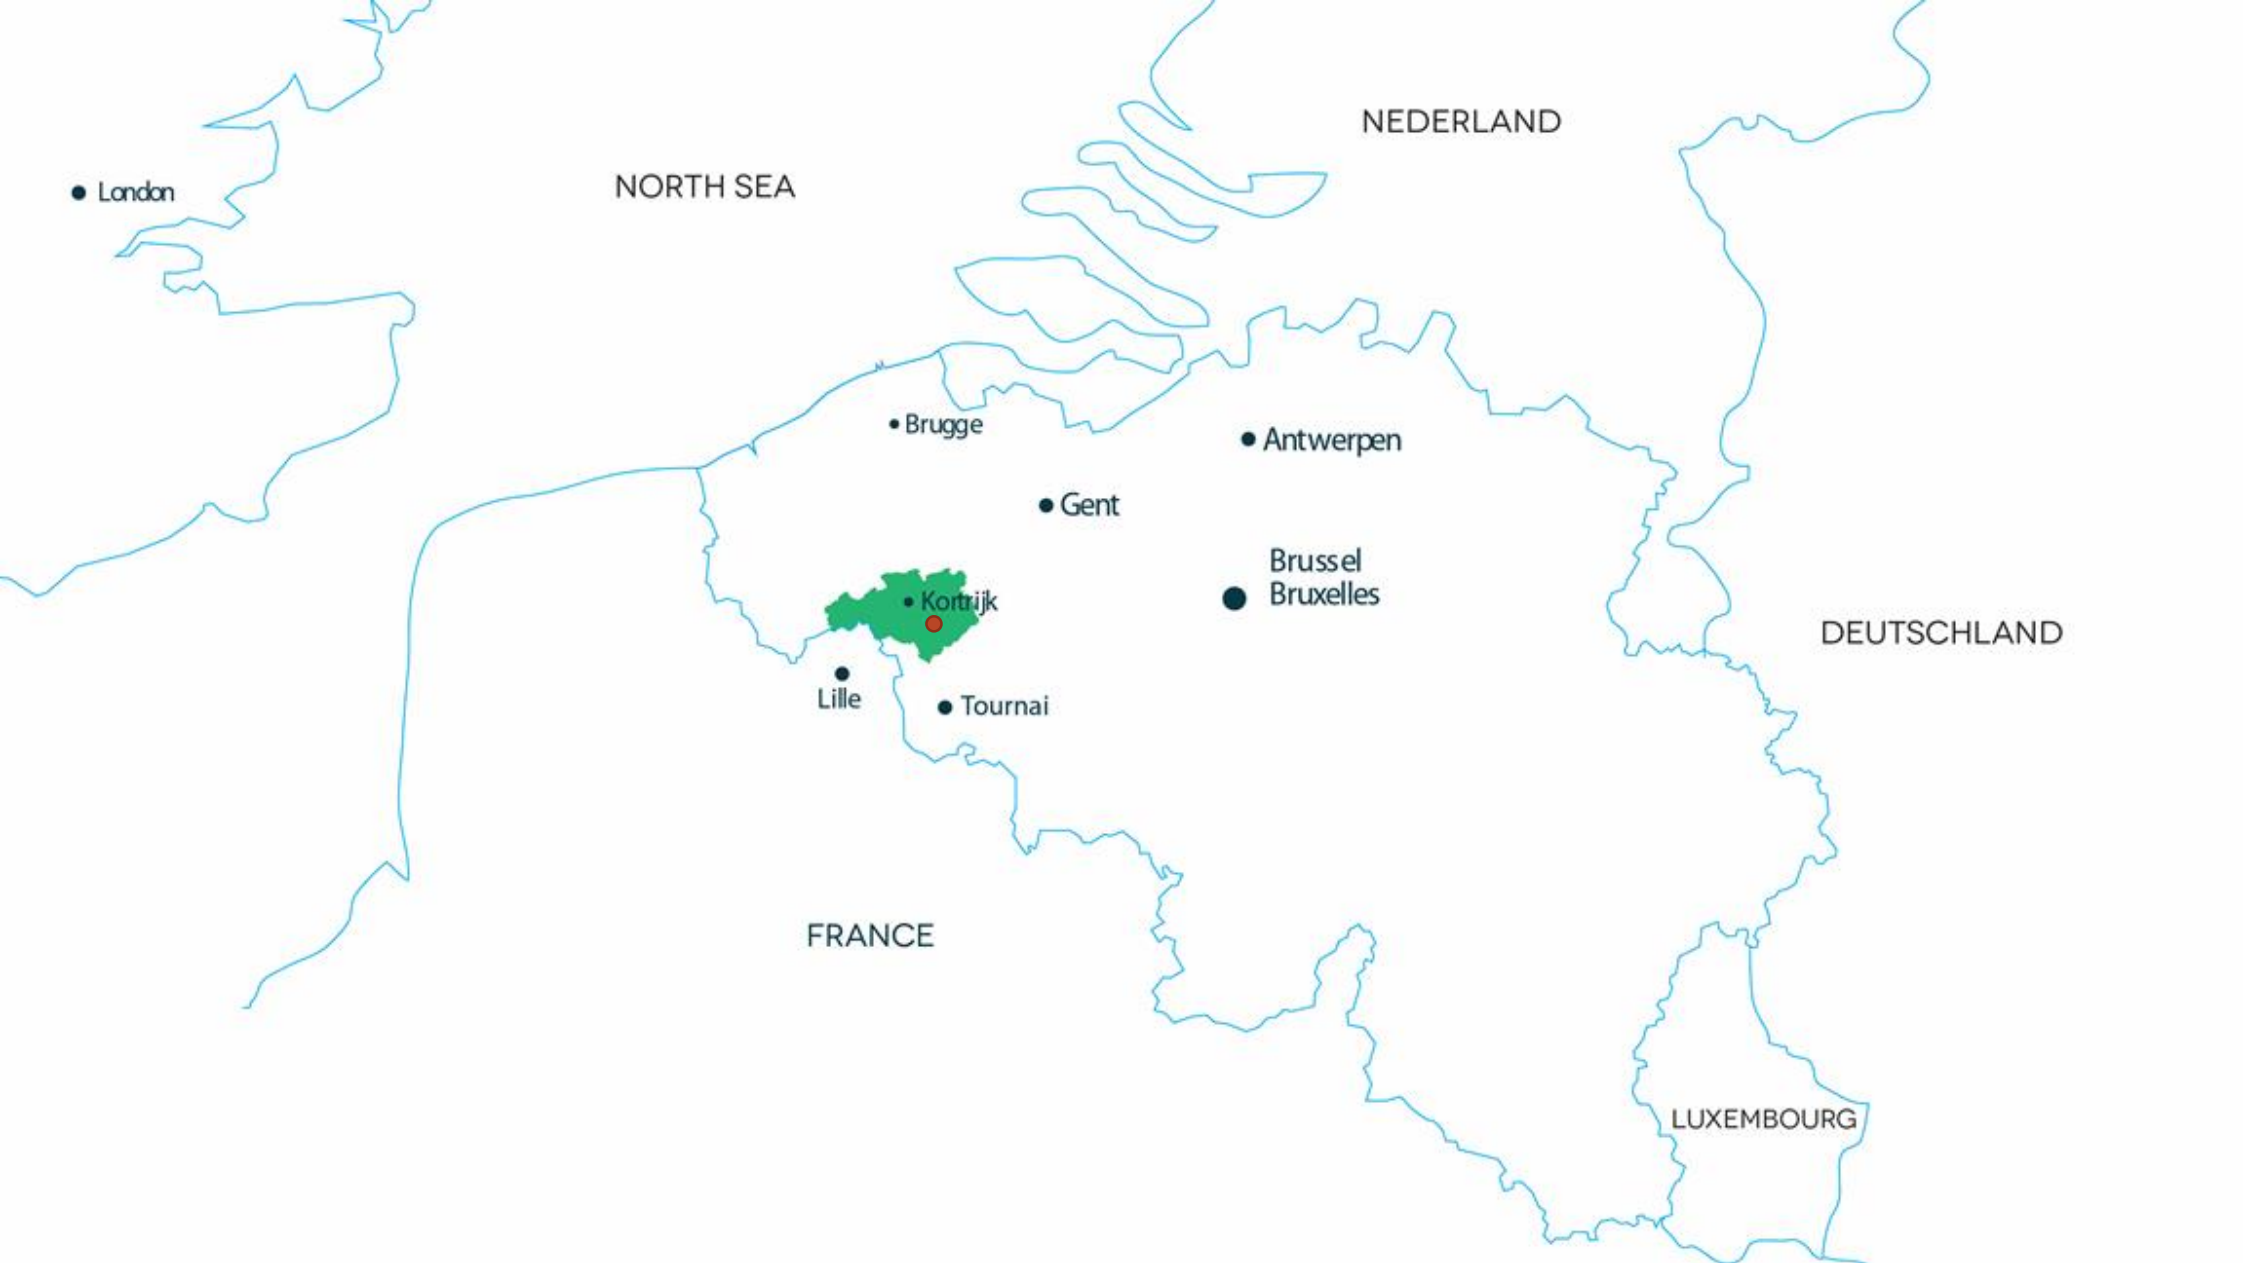 NEDERLAND
NORTH SEA
London
Brugge
Antwerpen
Gent
Brussel
Bruxelles
Kortrijk
DEUTSCHLAND
Lille
Tournai
FRANCE
LUXEMBOURG